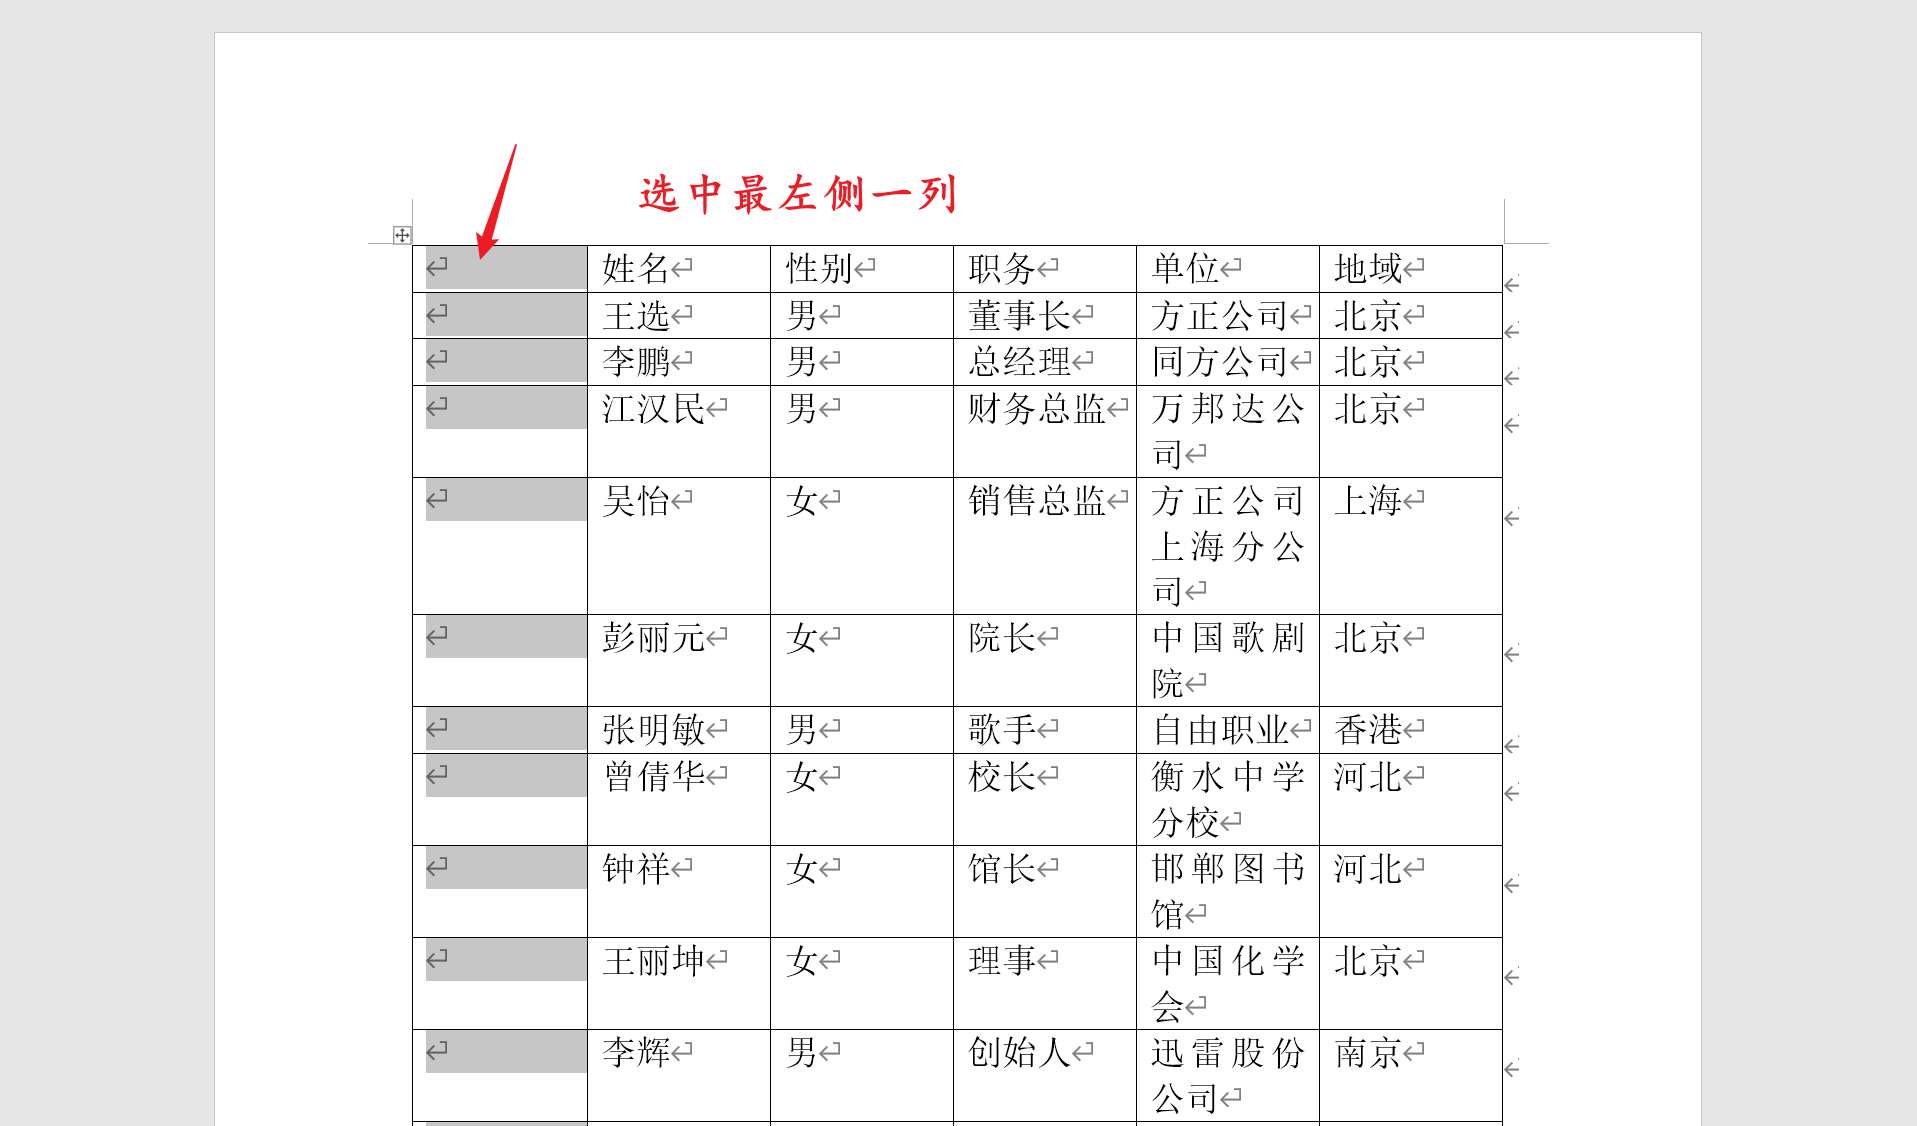 选中最左侧一列
姓名 性别 职务 单位 地域
王选 男 董事长 方正公司 北京
李鹏 男 总经理 同方公司 北京
江汉民 男 财务总监 万邦达公 北京
司
吴怡 女 销售总监 方正公司 上海
上海分公
司
彭丽元 女 院长 中国歌剧 北京
院
张明敏 男 歌手 自由职业 香港
曾倩华 女 校长 衡水中学 河北
分校
钟祥 女 馆长 邯郸图书 河北
馆
王丽坤 女 理事 中国化学 北京
会
李辉 男 创始人 迅雷股份 南京
公司